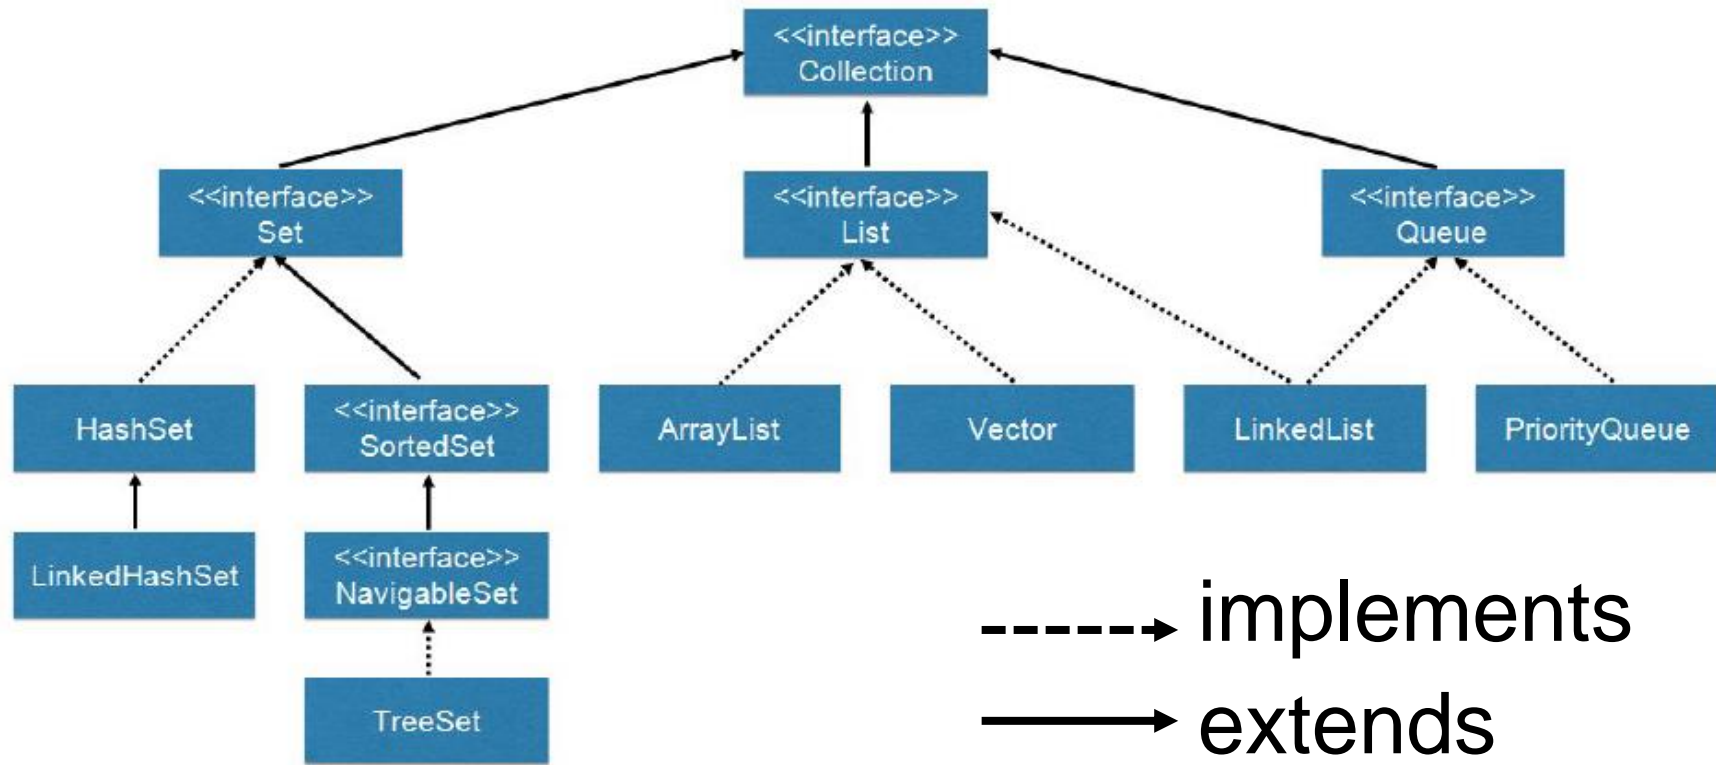 <<interface>>
Collection
<<interface>>
Set
<<interface>>
List
<<interface>>
Queue
HashSet
<<interface>>
SortedSet
ArrayList
Vector
LinkedList
PriorityQueue
LinkedHashSet
<<interface>>
NavigableSet
TreeSet
implements
extends